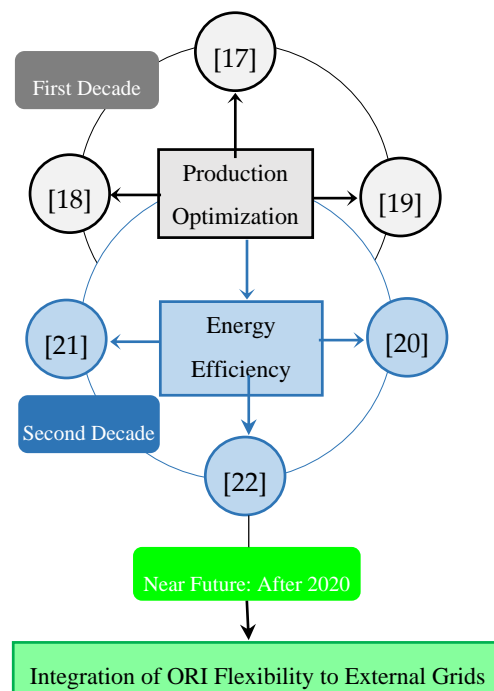 [17]
First Decade
Production
Optimization
[18]
[19]
Energy
Efficiency
[21]
[20]
Second Decade
[22]
Near Future: After 2020
Integration of ORI Flexibility to External Grids